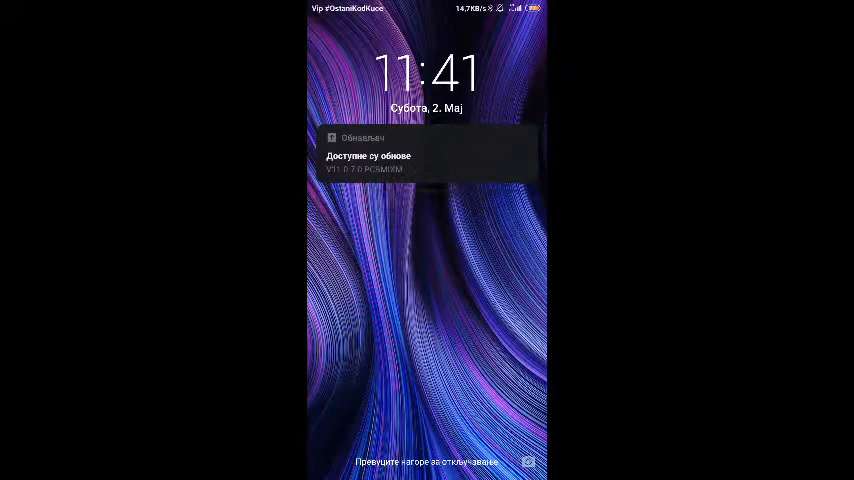 Vip #OstaniKodKuce 14,7KB/s
11:41
Субота, 2. Мај
Обнављач
Доступне су обнове
V11.0.7.0.PCBMIXM
Превуците нагоре за откључавање